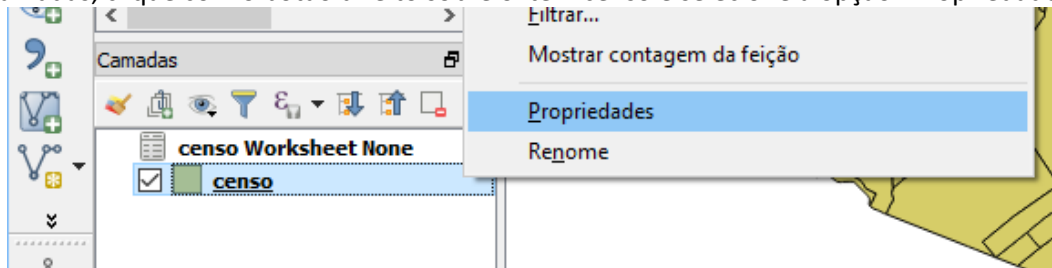 Filtrar...
Camadas
Mostrar contagem da feição
Propriedades
censo Worksheet None
Renome
censo